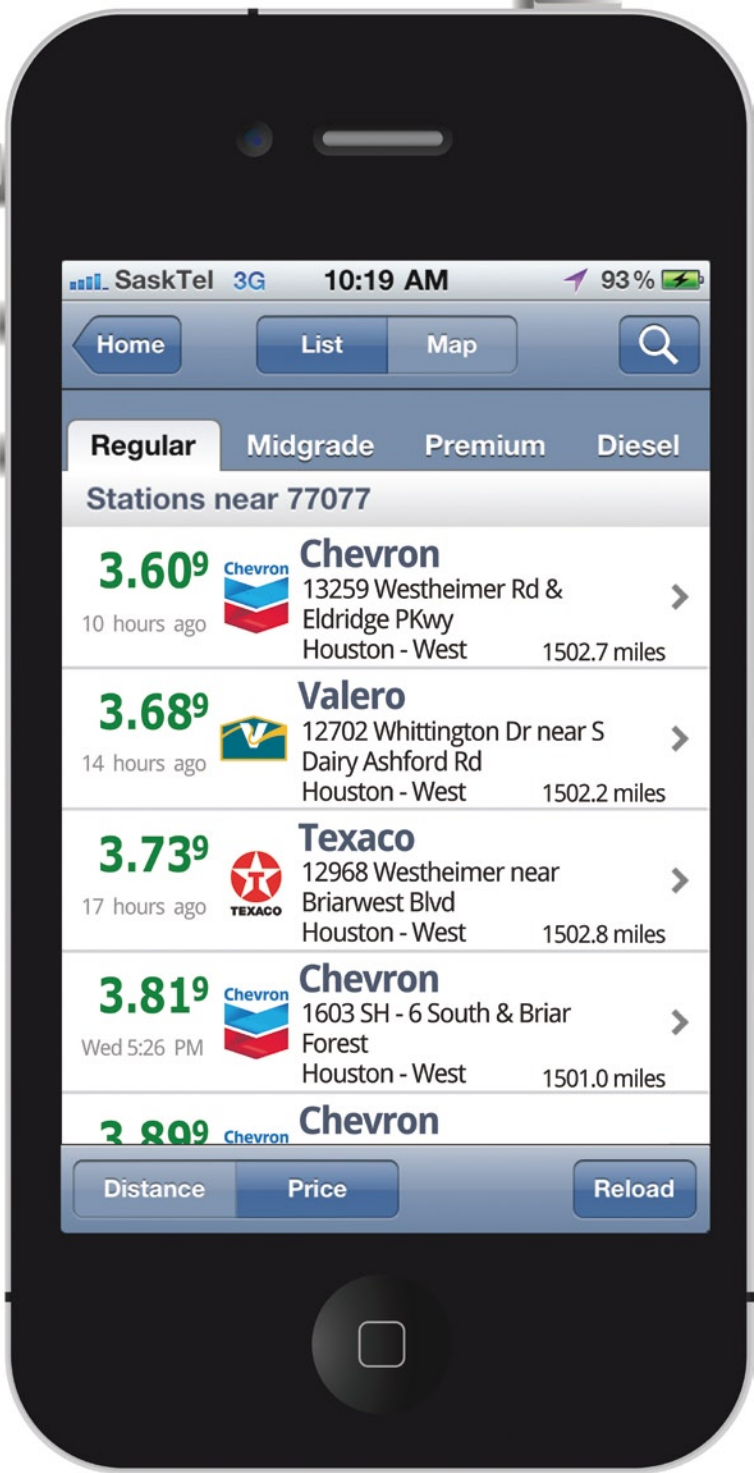 SaskTel 3G 10:19 AM 93%
Home List Map
Regular Midgrade Premium Diesel
Stations near 77077
3.609 Chevron Chevron
13259 Westheimer Rd &
10 hours ago Eldridge PKwy
Houston - West 1502.7 miles
3.689 Valero
12702 Whittington Dr near S
14 hours ago Dairy Ashford Rd
Houston - West 1502.2 miles
3.739 Texaco
12968 Westheimer near
17 hours ago TEXACO Briarwest Blvd
Houston - West 1502.8 miles
3.819 Chevron Chevron
1603 SH - 6 South & Briar
Wed 5:26 PM Forest
Houston - West 1501.0 miles
3.899 Chevron Chevron
Distance Price Reload